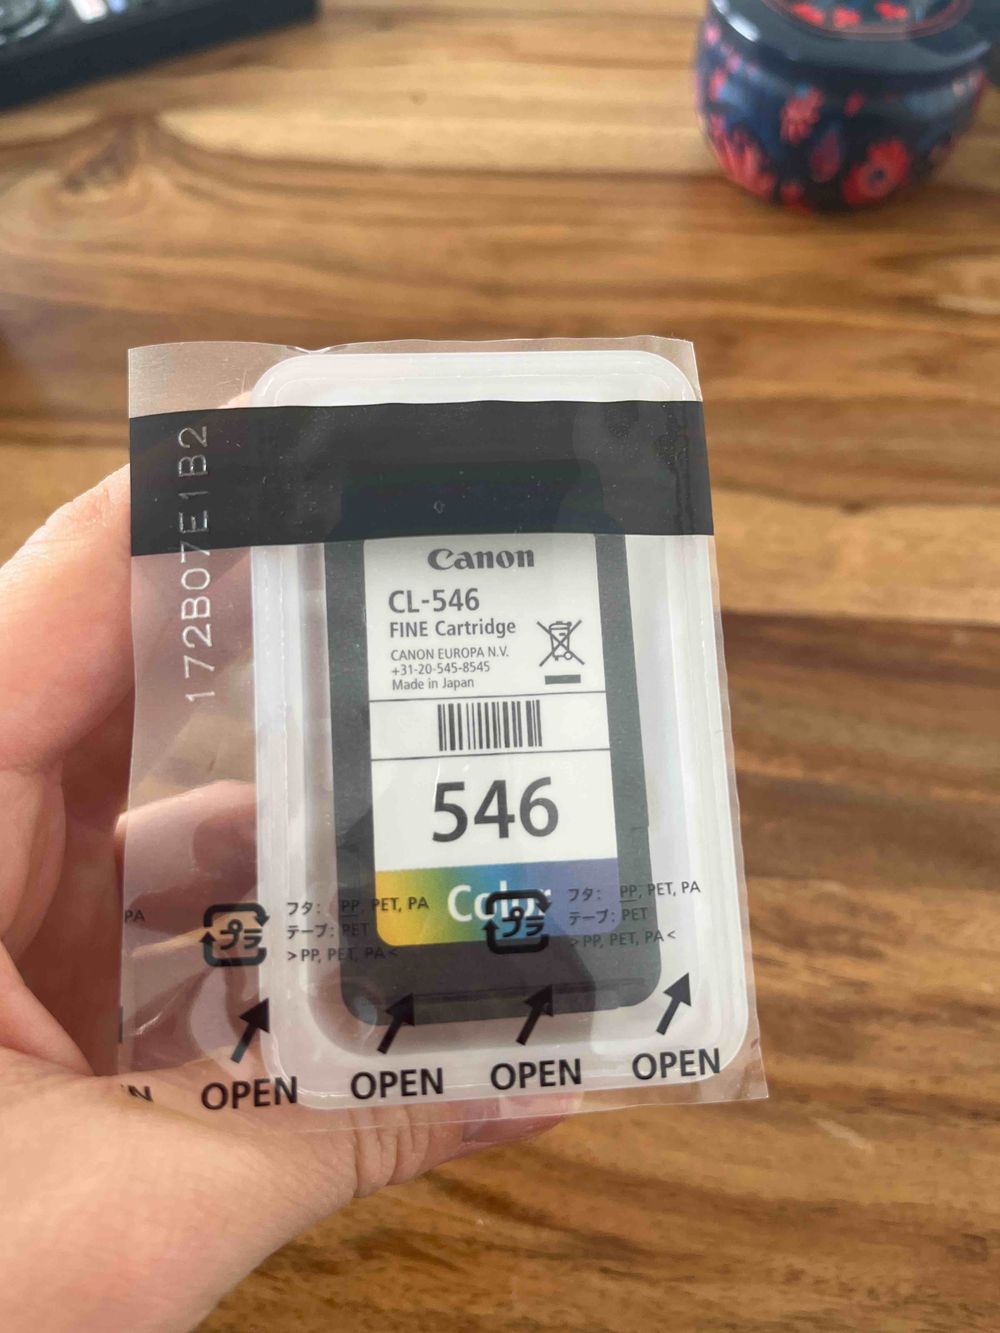 172B07E1B2
Canon
CL-546
FINE Cartridge
CANON EUROPA N.V.
+31-20-545-8545
Made in Japan
546
Color
PA
プラ
フタ: PP, PET, PA
テープ: PET
>PP, PET, PA<
プラ
フタ: PP, PET, PA
テープ: PET
>PP, PET, PA<
N OPEN OPEN OPEN OPEN